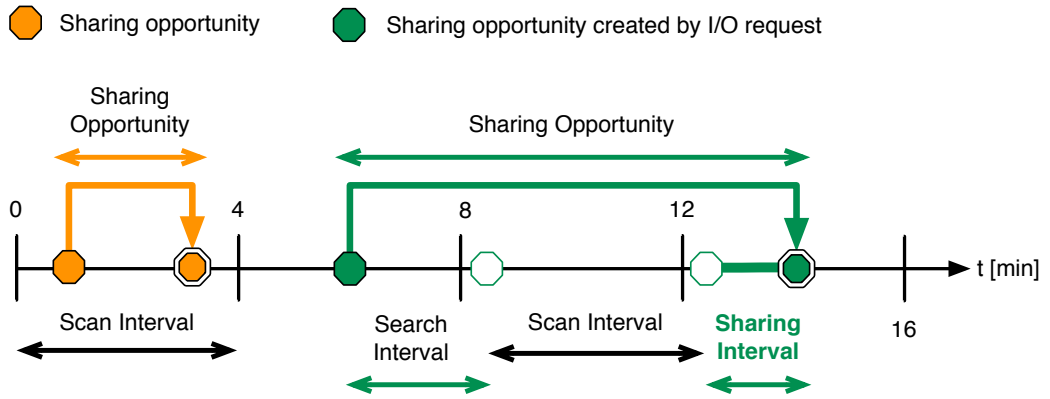 Sharing opportunity
Sharing opportunity created by I/O request
Sharing
Opportunity
Sharing Opportunity
0
4
8
12
t [min]
16
Scan Interval
Search
Interval
Scan Interval
Sharing
Interval